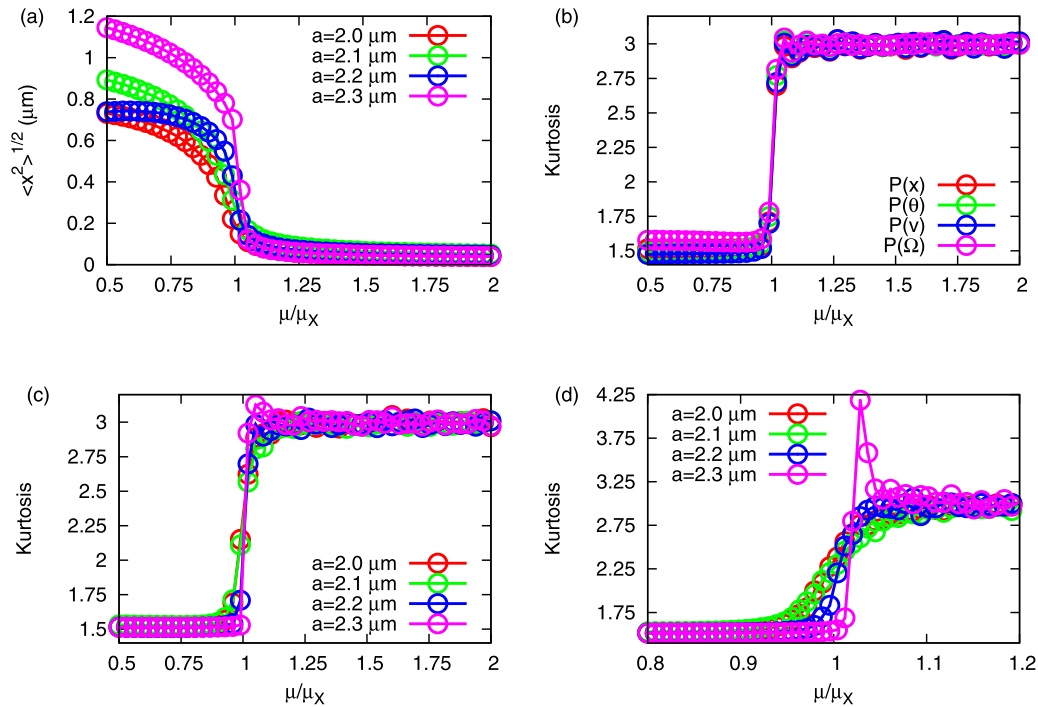 (a)
1.2
1
0.8
0.6
0.4
0.2
0
<x²>^1/2 (μm)
a=2.0 μm
a=2.1 μm
a=2.2 μm
a=2.3 μm
0.5 0.75 1 1.25 1.5 1.75 2
μ/μX
(b)
3
2.75
2.5
2.25
2
1.75
1.5
Kurtosis
P(x)
P(θ)
P(v)
P(Ω)
0.5 0.75 1 1.25 1.5 1.75 2
μ/μX
(c)
3
2.75
2.5
2.25
2
1.75
1.5
Kurtosis
a=2.0 μm
a=2.1 μm
a=2.2 μm
a=2.3 μm
0.5 0.75 1 1.25 1.5 1.75 2
μ/μX
(d)
4.25
3.75
3.25
2.75
2.25
1.75
Kurtosis
a=2.0 μm
a=2.1 μm
a=2.2 μm
a=2.3 μm
0.8 0.9 1 1.1 1.2
μ/μX